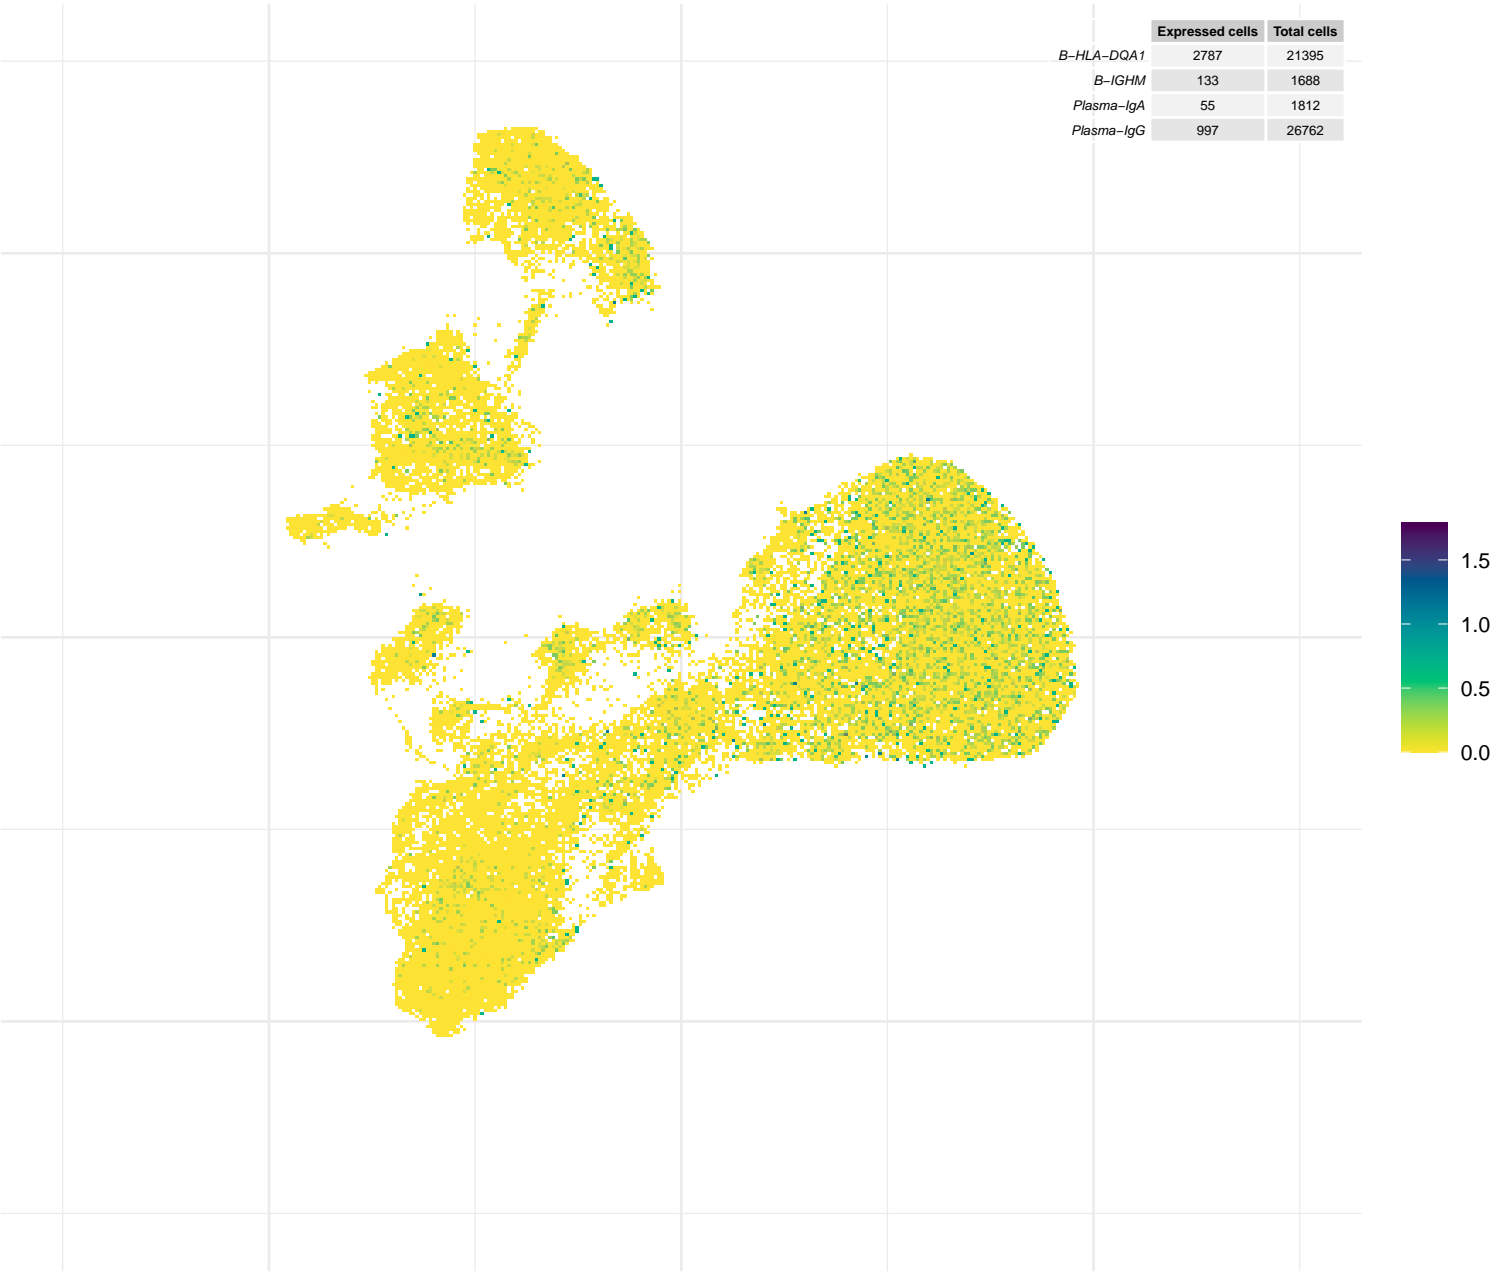 Expressed cells Total cells
B−HLA−DQA1 2787 21395
B−IGHM 133 1688
Plasma−IgA 55 1812
Plasma−IgG 997 26762
1.5
1.0
0.5
0.0